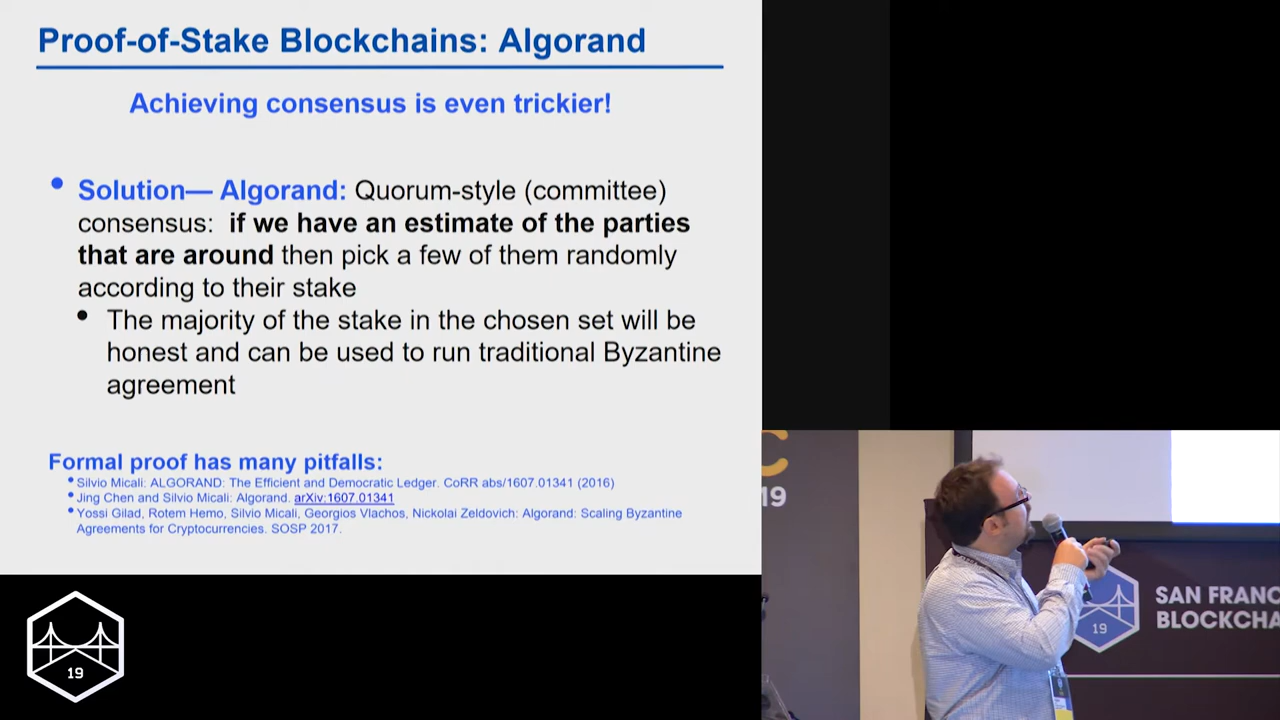 Proof-of-Stake Blockchains: Algorand
Achieving consensus is even trickier!
• Solution— Algorand: Quorum-style (committee)
consensus: if we have an estimate of the parties
that are around then pick a few of them randomly
according to their stake
• The majority of the stake in the chosen set will be
honest and can be used to run traditional Byzantine
agreement
Formal proof has many pitfalls:
• Silvio Micali: ALGORAND: The Efficient and Democratic Ledger. CoRR abs/1607.01341 (2016)
• Jing Chen and Silvio Micali: Algorand. arXiv:1607.01341
• Yossi Gilad, Rotem Hemo, Silvio Micali, Georgios Vlachos, Nickolai Zeldovich: Algorand: Scaling Byzantine
Agreements for Cryptocurrencies. SOSP 2017.
19
C
19
19
SAN FRANC
BLOCKCHA